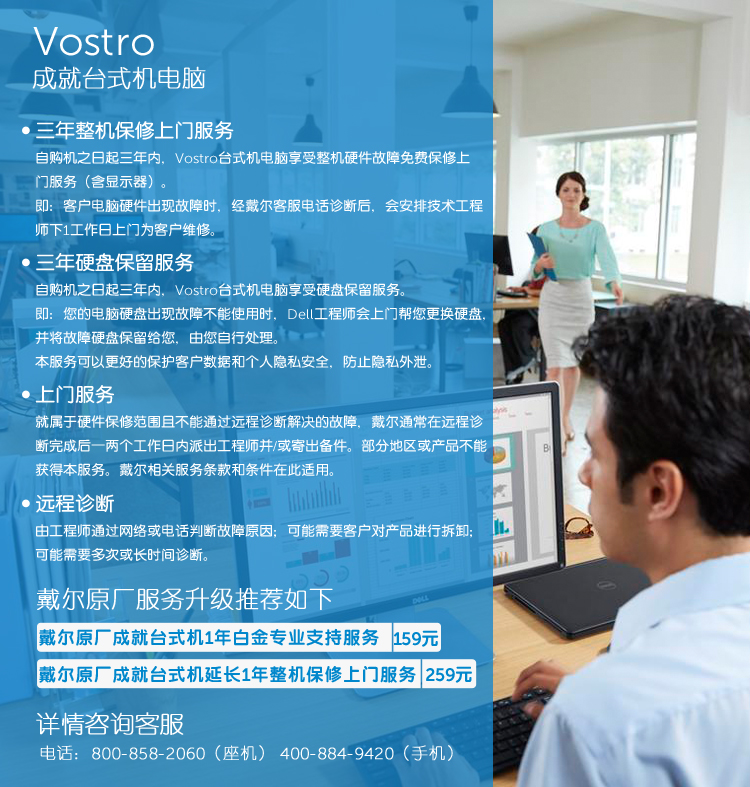 Vostro
成就台式机电脑
• 三年整机保修上门服务
自购机之日起三年内，Vostro台式机电脑享受整机硬件故障免费保修上
门服务（含显示器）。
即：客户电脑硬件出现故障时，经戴尔客服电话诊断后，会安排技术工程
师下1工作日上门为客户维修。
• 三年硬盘保留服务
自购机之日起三年内，Vostro台式机电脑享受硬盘保留服务。
即：您的电脑硬盘出现故障不能使用时，Dell工程师会上门帮您更换硬盘，
并将故障硬盘保留给您，由您自行处理。
本服务可以更好的保护客户数据和个人隐私安全，防止隐私外泄。
• 上门服务
就属于硬件保修范围且不能通过远程诊断解决的故障，戴尔通常在远程诊
断完成后一两个工作日内派出工程师并/或寄出备件。部分地区或产品不能
获得本服务。戴尔相关服务条款和条件在此适用。
• 远程诊断
由工程师通过网络或电话判断故障原因；可能需要客户对产品进行拆卸；
可能需要多次或长时间诊断。
戴尔原厂服务升级推荐如下
戴尔原厂成就台式机1年白金专业支持服务 159元
戴尔原厂成就台式机延长1年整机保修上门服务 259元
详情咨询客服
电话：800-858-2060（座机） 400-884-9420（手机）
DELL